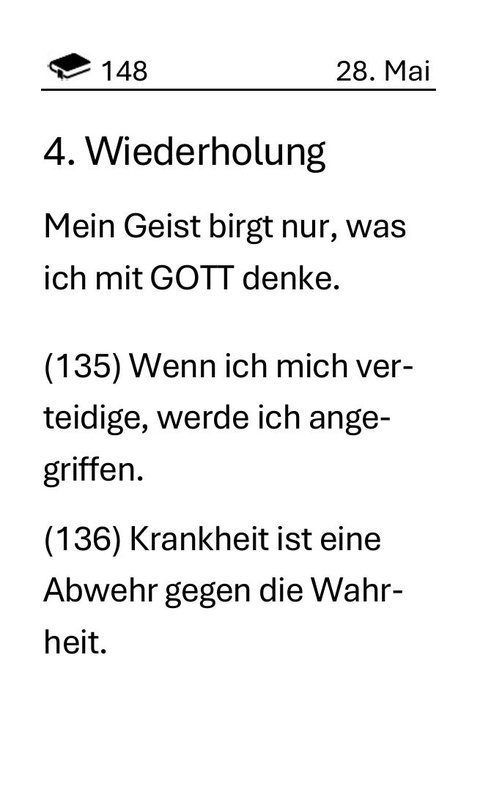 148 28. Mai
4. Wiederholung
Mein Geist birgt nur, was
ich mit GOTT denke.
(135) Wenn ich mich ver-
teidige, werde ich ange-
griffen.
(136) Krankheit ist eine
Abwehr gegen die Wahr-
heit.